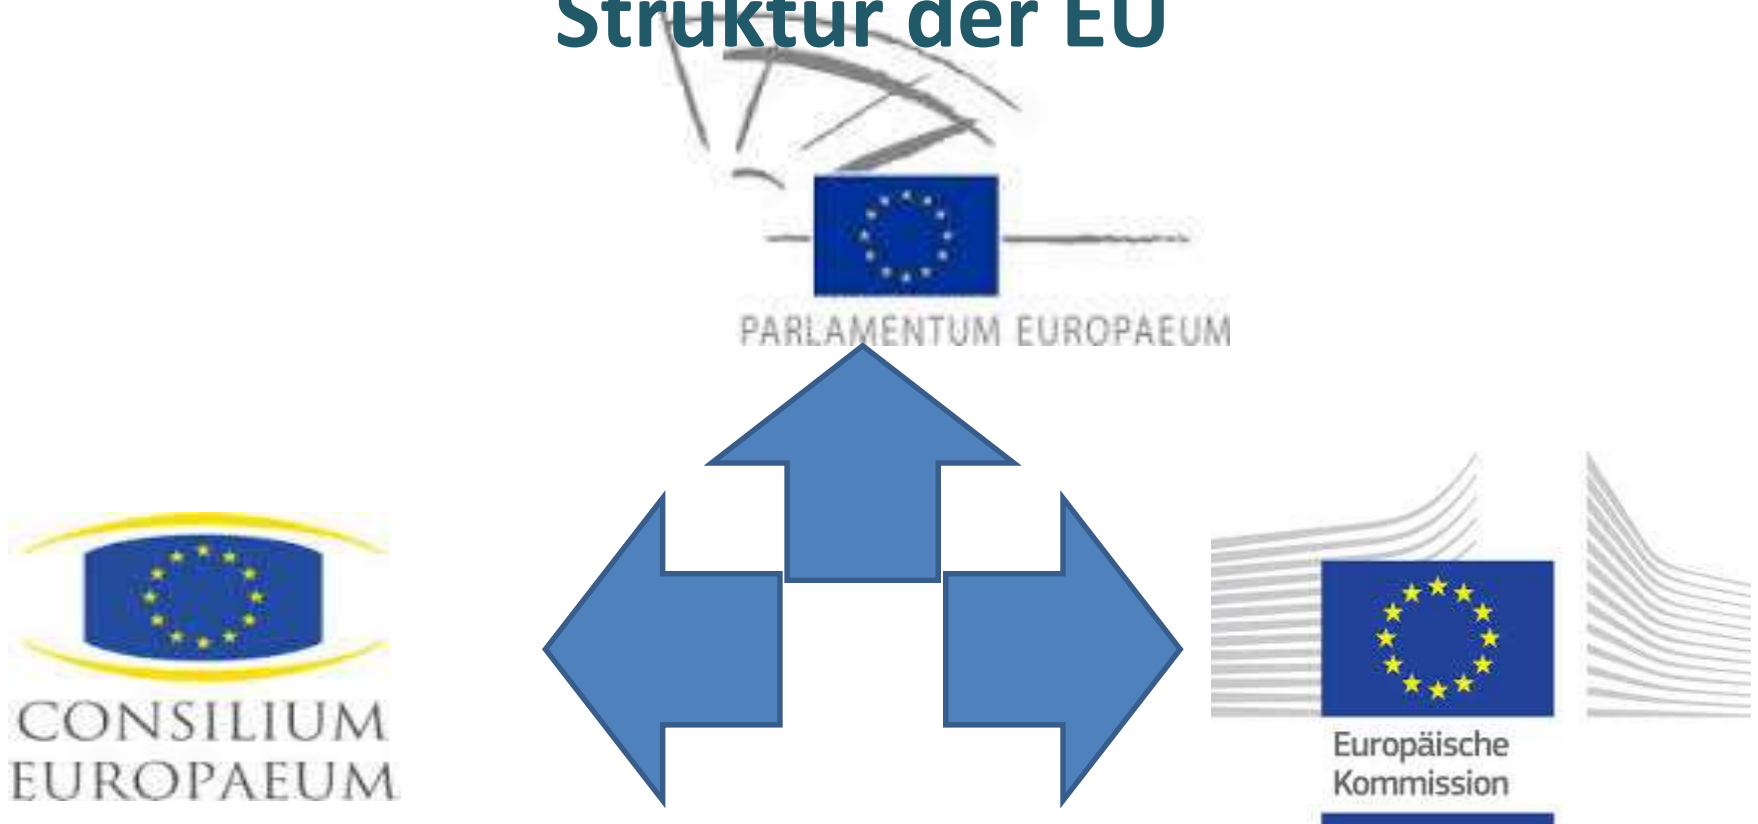 Struktur der EU
PARLAMENTUM EUROPAEUM
CONSILIUM
EUROPAEUM
Europäische
Kommission